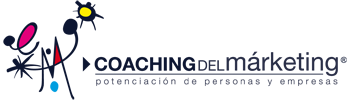 COACHINGDELmárketing®
potenciación de personas y empresas